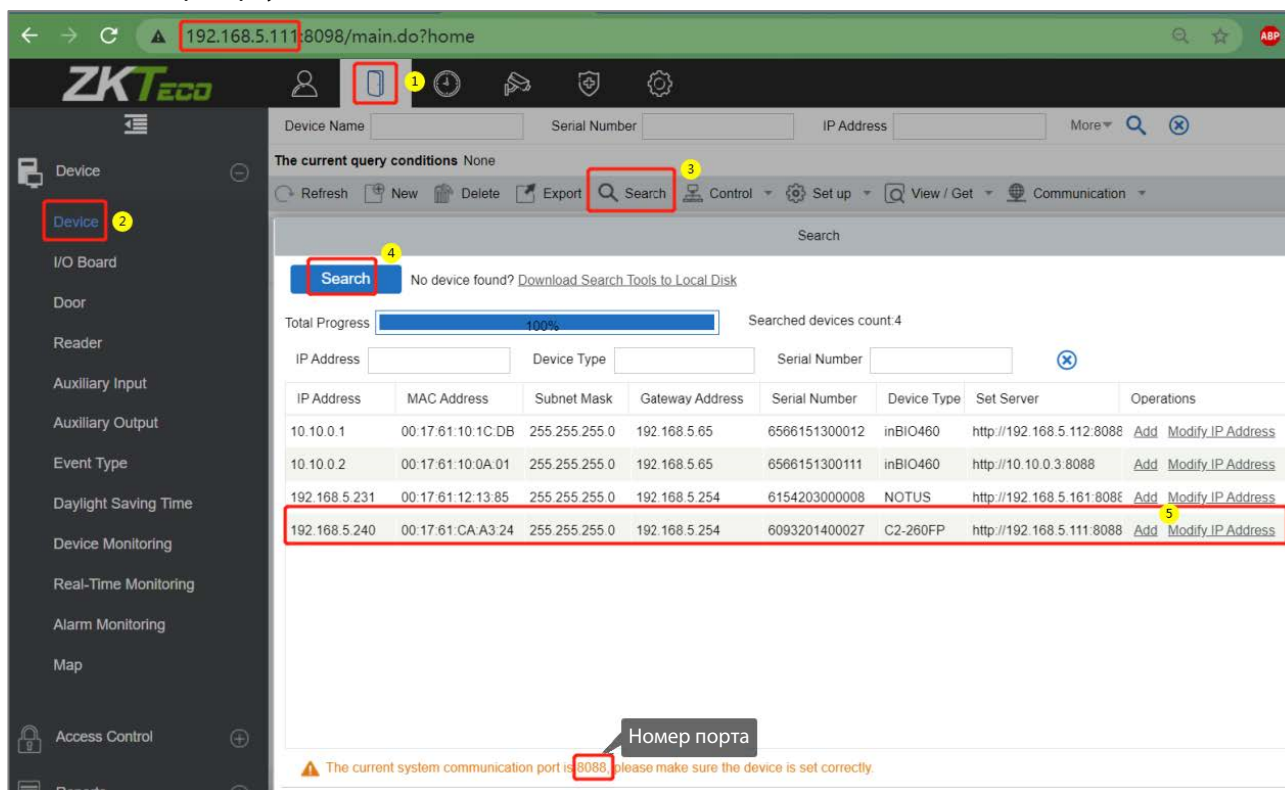 192.168.5.111:8098/main.do?home
ABP
ZKTeco
1
Device Name Serial Number IP Address More
The current query conditions None
3
Refresh New Delete Export Search Control Set up View / Get Communication
Device
Device 2
I/O Board
Door
Reader
Auxiliary Input
Auxiliary Output
Event Type
Daylight Saving Time
Device Monitoring
Real-Time Monitoring
Alarm Monitoring
Map
Access Control
Search
4
Search No device found? Download Search Tools to Local Disk
Total Progress 100% Searched devices count:4
IP Address Device Type Serial Number
IP Address MAC Address Subnet Mask Gateway Address Serial Number Device Type Set Server Operations
10.10.0.1 00:17:61:10:1C:DB 255.255.255.0 192.168.5.65 6566151300012 inBIO460 http://192.168.5.112:8088 Add Modify IP Address
10.10.0.2 00:17:61:10:0A:01 255.255.255.0 192.168.5.65 6566151300111 inBIO460 http://10.10.0.3:8088 Add Modify IP Address
192.168.5.231 00:17:61:12:13:85 255.255.255.0 192.168.5.254 6154203000008 NOTUS http://192.168.5.161:8088 Add Modify IP Address
5
192.168.5.240 00:17:61:CA:A3:24 255.255.255.0 192.168.5.254 6093201400027 C2-260FP http://192.168.5.111:8088 Add Modify IP Address
Номер порта
The current system communication port is 8088, please make sure the device is set correctly.